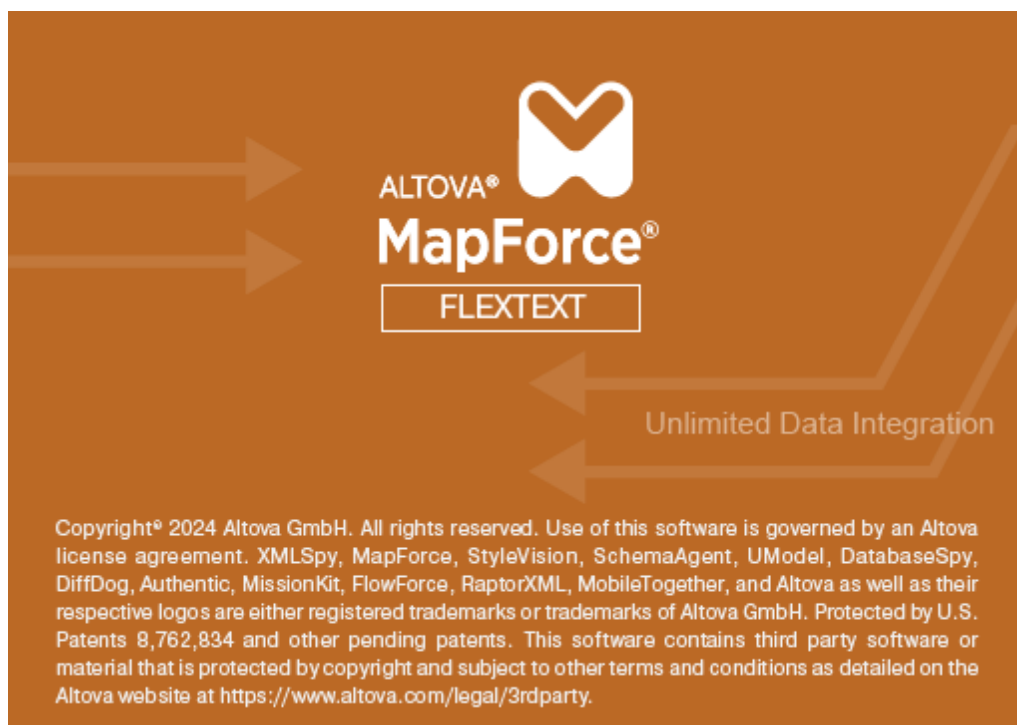 ALTOVA®
MapForce®
FLEXTEXT
Unlimited Data Integration
Copyright® 2024 Altova GmbH. All rights reserved. Use of this software is governed by an Altova
license agreement. XMLSpy, MapForce, StyleVision, SchemaAgent, UModel, DatabaseSpy,
DiffDog, Authentic, MissionKit, FlowForce, RaptorXML, MobileTogether, and Altova as well as their
respective logos are either registered trademarks or trademarks of Altova GmbH. Protected by U.S.
Patents 8,762,834 and other pending patents. This software contains third party software or
material that is protected by copyright and subject to other terms and conditions as detailed on the
Altova website at https://www.altova.com/legal/3rdparty.